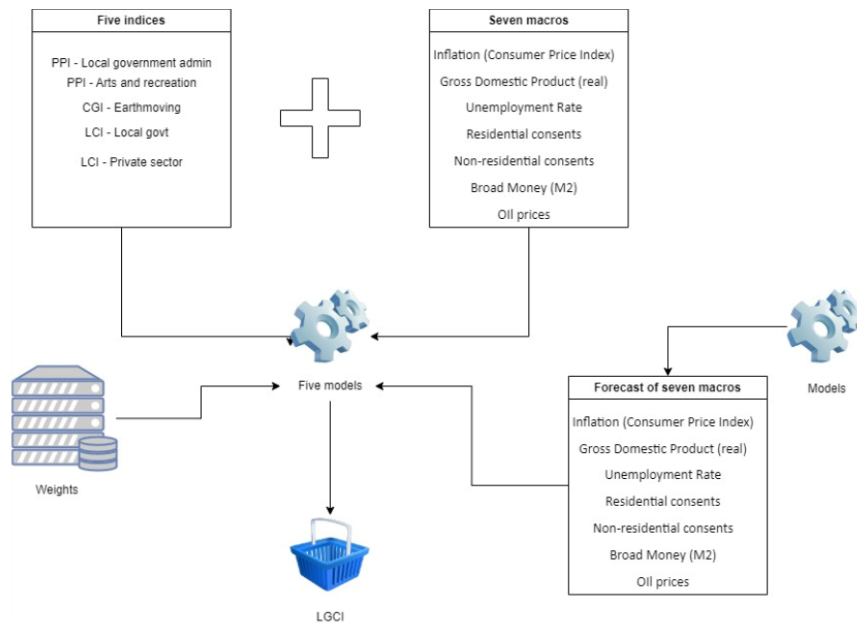 Five indices
PPI - Local government admin
PPI - Arts and recreation
CGI - Earthmoving
LCI - Local govt
LCI - Private sector
Seven macros
Inflation (Consumer Price Index)
Gross Domestic Product (real)
Unemployment Rate
Residential consents
Non-residential consents
Broad Money (M2)
OIl prices
Five models
Weights
LGCI
Models
Forecast of seven macros
Inflation (Consumer Price Index)
Gross Domestic Product (real)
Unemployment Rate
Residential consents
Non-residential consents
Broad Money (M2)
OIl prices